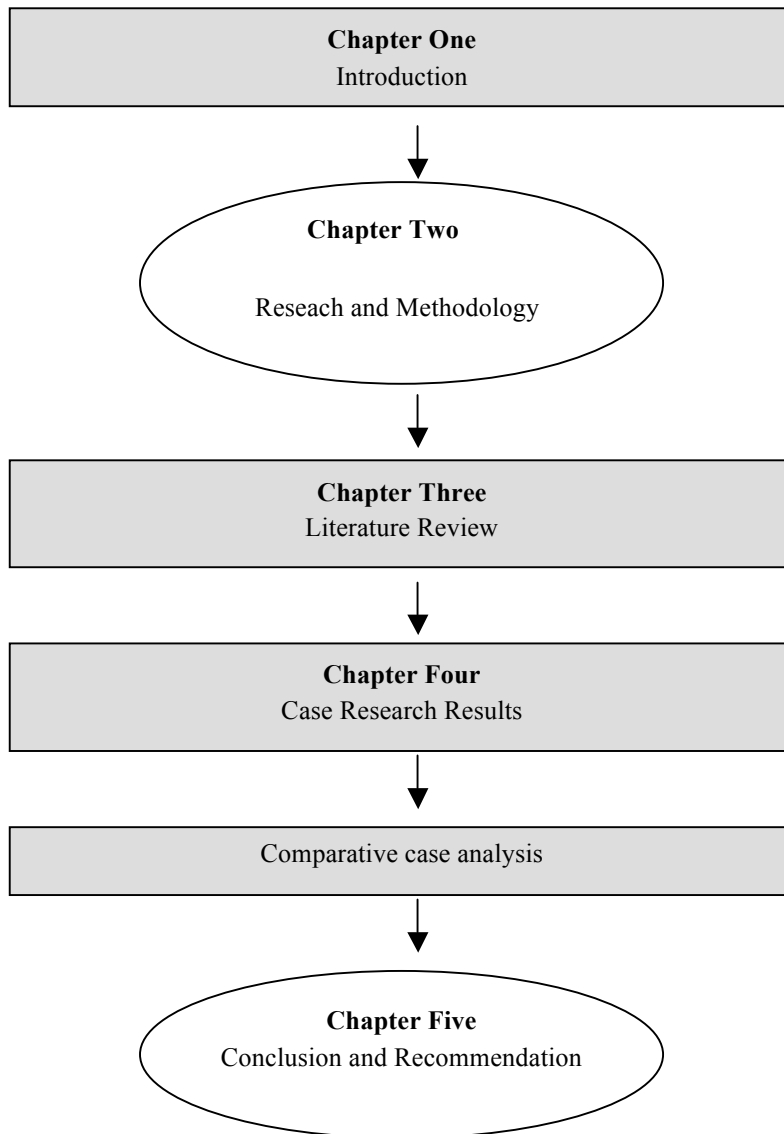 Chapter One
Introduction
Chapter Two
Reseach and Methodology
Chapter Three
Literature Review
Chapter Four
Case Research Results
Comparative case analysis
Chapter Five
Conclusion and Recommendation